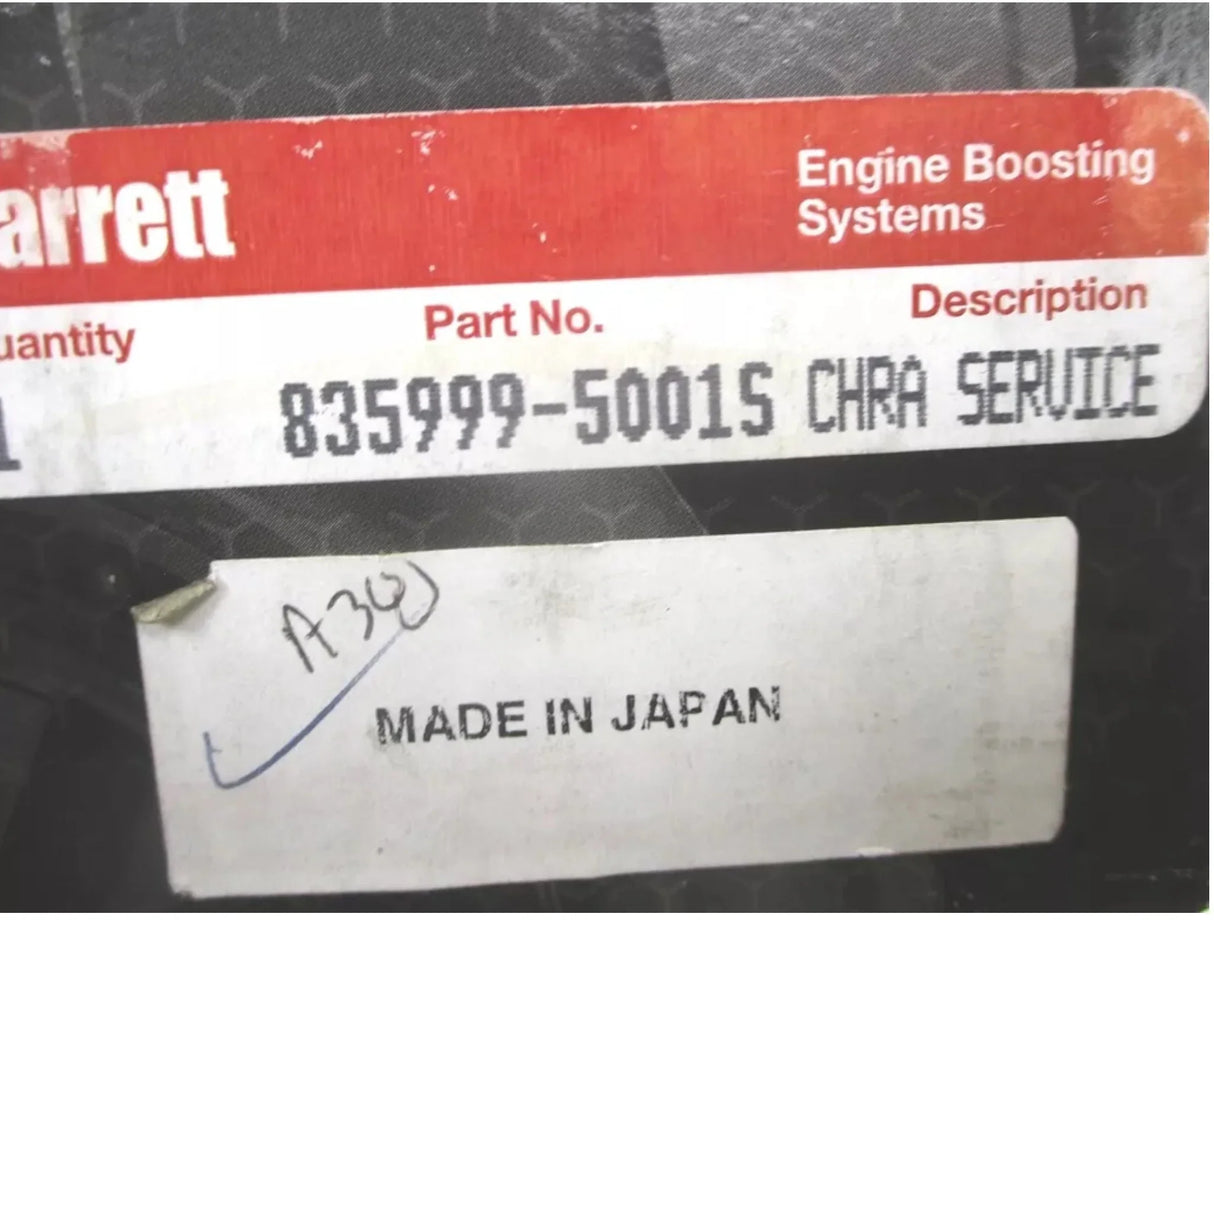 arrett
Engine Boosting
Systems
uantity
Part No.
Description
1
835999-5001S CHRA SERVICE
MADE IN JAPAN